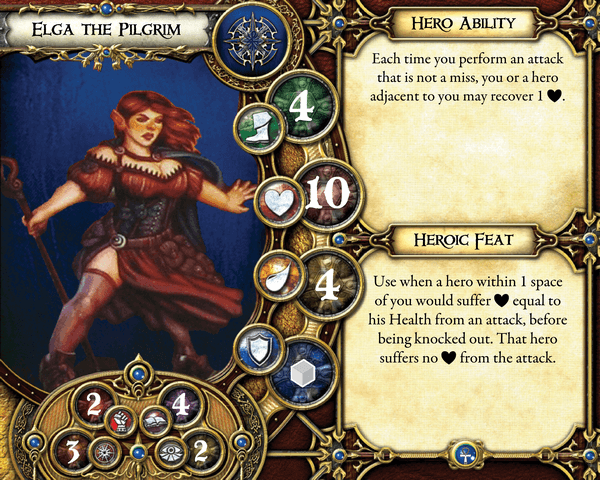 Elga the Pilgrim
4
10
4
2
4
3
2
Hero Ability
Each time you perform an attack
that is not a miss, you or a hero
adjacent to you may recover 1 ♥.
Heroic Feat
Use when a hero within 1 space
of you would suffer ♥ equal to
his Health from an attack, before
being knocked out. That hero
suffers no ♥ from the attack.